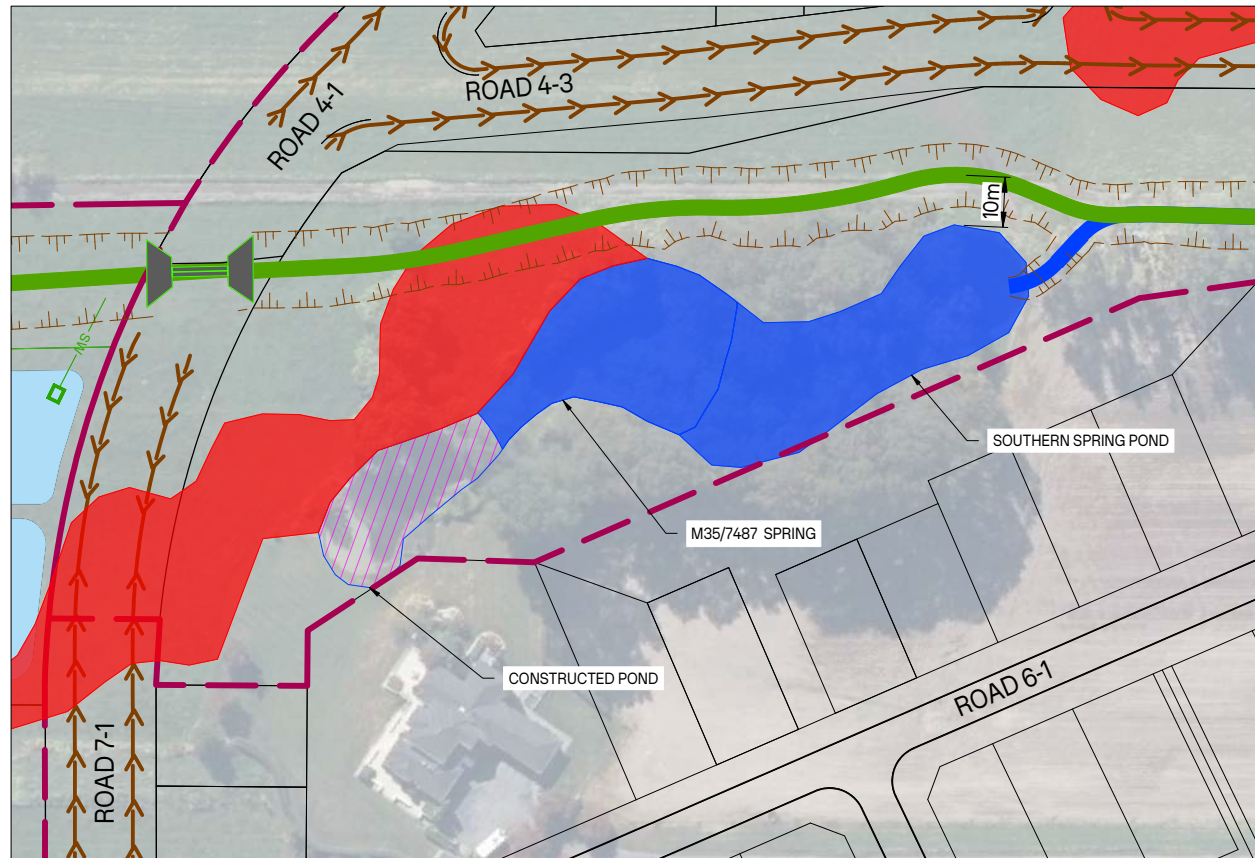 ROAD 4-1
ROAD 4-3
10m
MS
SOUTHERN SPRING POND
M35/7487 SPRING
CONSTRUCTED POND
ROAD 6-1
ROAD 7-1